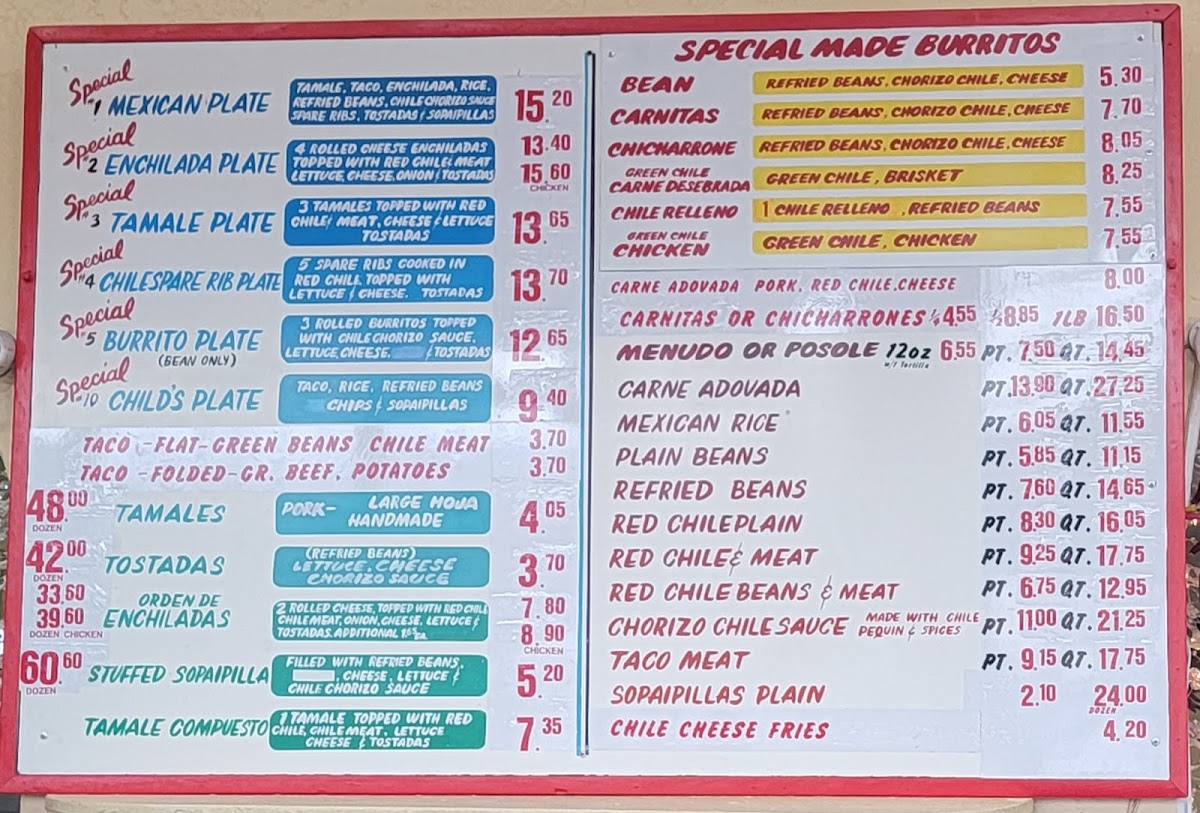 Special
#1 MEXICAN PLATE
TAMALE, TACO, ENCHILADA, RICE,
REFRIED BEANS, CHILE CHORIZO SAUCE
SPARE RIBS, TOSTADAS & SOPAIPILLAS
15.20
Special
#2 ENCHILADA PLATE
4 ROLLED CHEESE ENCHILADAS
TOPPED WITH RED CHILE & MEAT
LETTUCE, CHEESE, ONION & TOSTADAS
13.40
15.60
CHICKEN
Special
#3 TAMALE PLATE
3 TAMALES TOPPED WITH RED
CHILE & MEAT, CHEESE & LETTUCE
TOSTADAS
13.65
Special
#4 CHILE SPARE RIB PLATE
5 SPARE RIBS COOKED IN
RED CHILE TOPPED WITH
LETTUCE & CHEESE. TOSTADAS
13.70
Special
#5 BURRITO PLATE
(BEAN ONLY)
3 ROLLED BURRITOS TOPPED
WITH CHILE CHORIZO SAUCE,
LETTUCE, CHEESE, & TOSTADAS
12.65
Special
#10 CHILD'S PLATE
TACO, RICE, REFRIED BEANS
CHIPS & SOPAIPILLAS
9.40
TACO -FLAT-GREEN BEANS CHILE MEAT 3.70
TACO -FOLDED-GR. BEEF, POTATOES 3.70
48.00
DOZEN
TAMALES
PORK- LARGE HOJA
HANDMADE
4.05
42.00
DOZEN
TOSTADAS
(REFRIED BEANS)
LETTUCE, CHEESE
CHORIZO SAUCE
3.70
33.60
39.60
DOZEN CHICKEN
ORDEN DE
ENCHILADAS
2 ROLLED CHEESE, TOPPED WITH RED CHILE
CHILE MEAT, ONION, CHEESE, LETTUCE &
TOSTADAS. ADDITIONAL 1.65 EA.
7.80
8.90
CHICKEN
60.60
DOZEN
STUFFED SOPAIPILLA
FILLED WITH REFRIED BEANS,
, CHEESE, LETTUCE &
CHILE CHORIZO SAUCE
5.20
TAMALE COMPUESTO
1 TAMALE TOPPED WITH RED
CHILE, CHILE MEAT, LETTUCE
CHEESE & TOSTADAS
7.35
SPECIAL MADE BURRITOS
BEAN REFRIED BEANS, CHORIZO CHILE, CHEESE 5.30
CARNITAS REFRIED BEANS, CHORIZO CHILE, CHEESE 7.70
CHICHARRONE REFRIED BEANS, CHORIZO CHILE, CHEESE 8.05
GREEN CHILE
CARNE DESEBRADA GREEN CHILE, BRISKET 8.25
CHILE RELLENO 1 CHILE RELLENO , REFRIED BEANS 7.55
GREEN CHILE
CHICKEN GREEN CHILE, CHICKEN 7.55
CARNE ADOVADA PORK, RED CHILE, CHEESE 8.00
CARNITAS OR CHICHARRONES ¼ 4.55 ½ 8.85 1LB 16.50
MENUDO OR POSOLE 12oz 6.55 PT. 7.50 QT. 14.45
w/1 Tortilla
CARNE ADOVADA PT. 13.90 QT. 27.25
MEXICAN RICE PT. 6.05 QT. 11.55
PLAIN BEANS PT. 5.85 QT. 11.15
REFRIED BEANS PT. 7.60 QT. 14.65
RED CHILE PLAIN PT. 8.30 QT. 16.05
RED CHILE & MEAT PT. 9.25 QT. 17.75
RED CHILE BEANS & MEAT PT. 6.75 QT. 12.95
CHORIZO CHILE SAUCE MADE WITH CHILE PEQUIN & SPICES PT. 11.00 QT. 21.25
TACO MEAT PT. 9.15 QT. 17.75
SOPAIPILLAS PLAIN 2.10 24.00
DOZEN
CHILE CHEESE FRIES 4.20